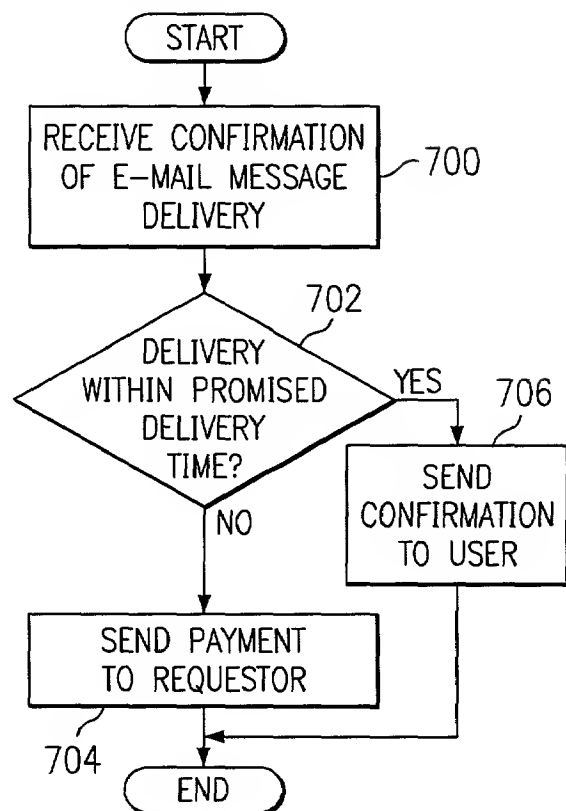 START
RECEIVE CONFIRMATION
OF E-MAIL MESSAGE
DELIVERY
700
702
DELIVERY
WITHIN PROMISED
DELIVERY
TIME?
YES
706
SEND
CONFIRMATION
TO USER
NO
SEND PAYMENT
TO REQUESTOR
704
END